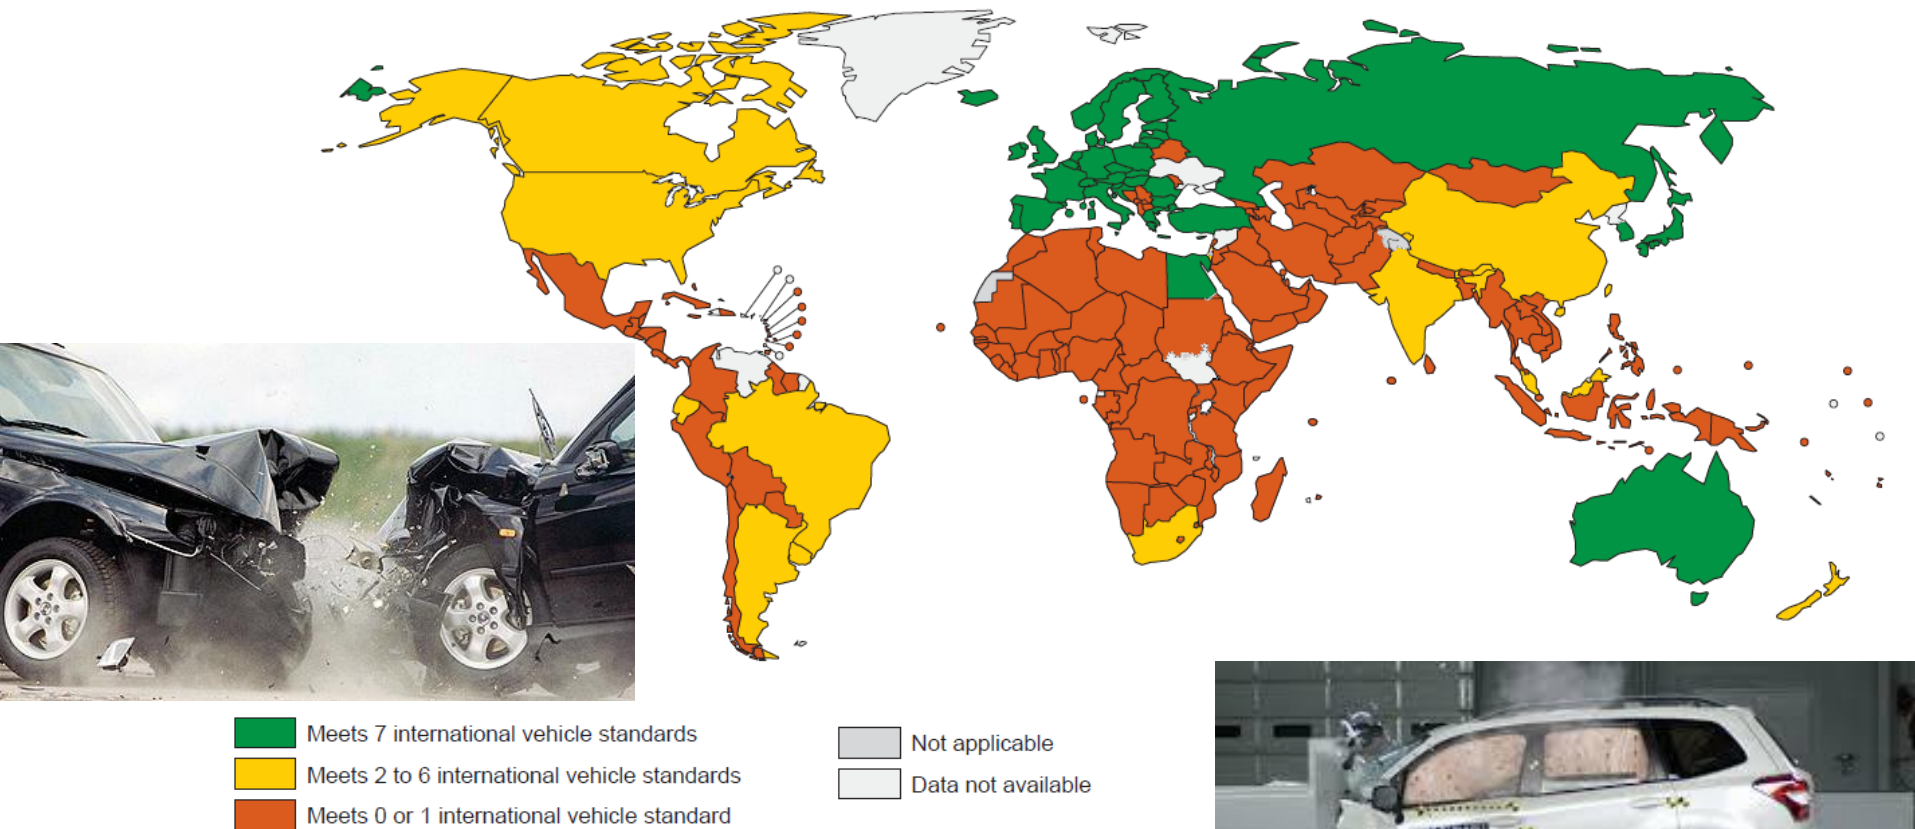 Meets 7 international vehicle standards
Meets 2 to 6 international vehicle standards
Meets 0 or 1 international vehicle standard
Not applicable
Data not available